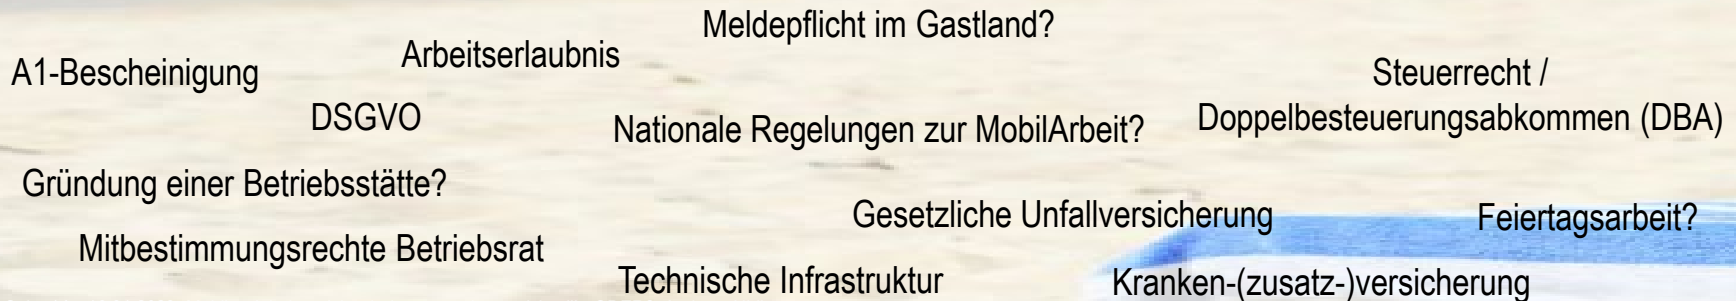 Meldepflicht im Gastland?
Arbeitserlaubnis
A1-Bescheinigung
Steuerrecht /
Doppelbesteuerungsabkommen (DBA)
DSGVO
Nationale Regelungen zur MobilArbeit?
Gründung einer Betriebsstätte?
Gesetzliche Unfallversicherung
Feiertagsarbeit?
Mitbestimmungsrechte Betriebsrat
Technische Infrastruktur
Kranken-(zusatz-)versicherung